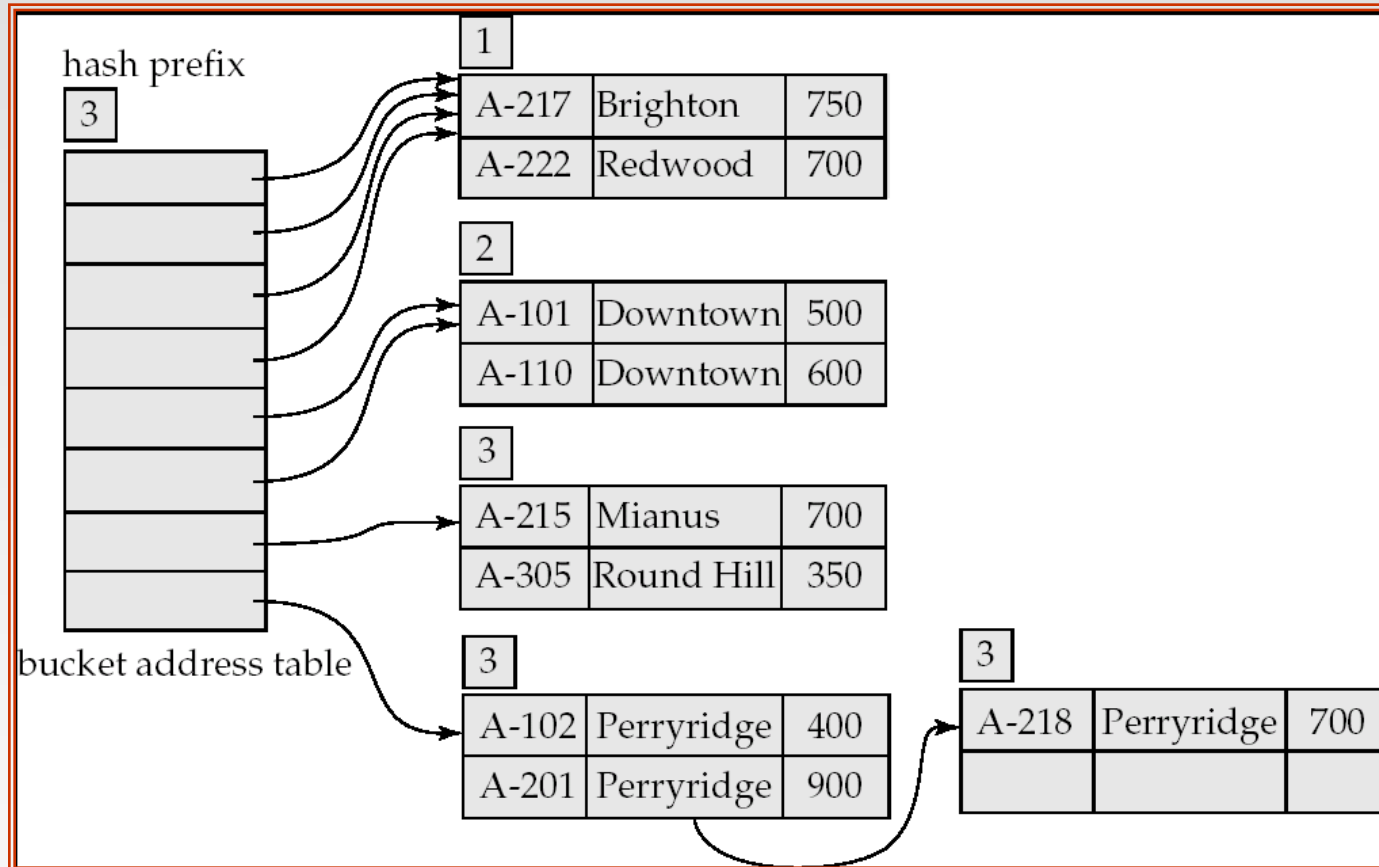 hash prefix
3
bucket address table
1
A-217 Brighton 750
A-222 Redwood 700
2
A-101 Downtown 500
A-110 Downtown 600
3
A-215 Mianus 700
A-305 Round Hill 350
3
A-102 Perryridge 400
A-201 Perryridge 900
3
A-218 Perryridge 700